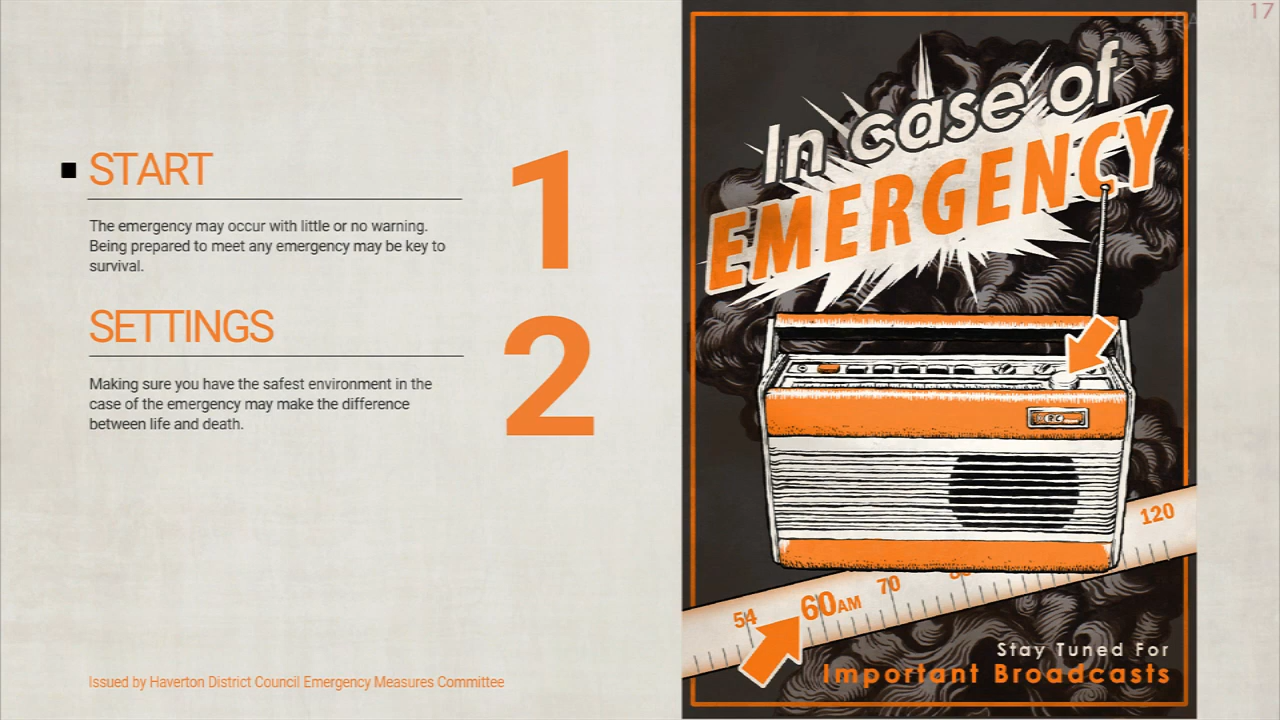 START
1
The emergency may occur with little or no warning.
Being prepared to meet any emergency may be key to
survival.
SETTINGS
2
Making sure you have the safest environment in the
case of the emergency may make the difference
between life and death.
Issued by Haverton District Council Emergency Measures Committee
17
In case of
EMERGENCY
120
70
60AM
54
Stay Tuned For
Important Broadcasts